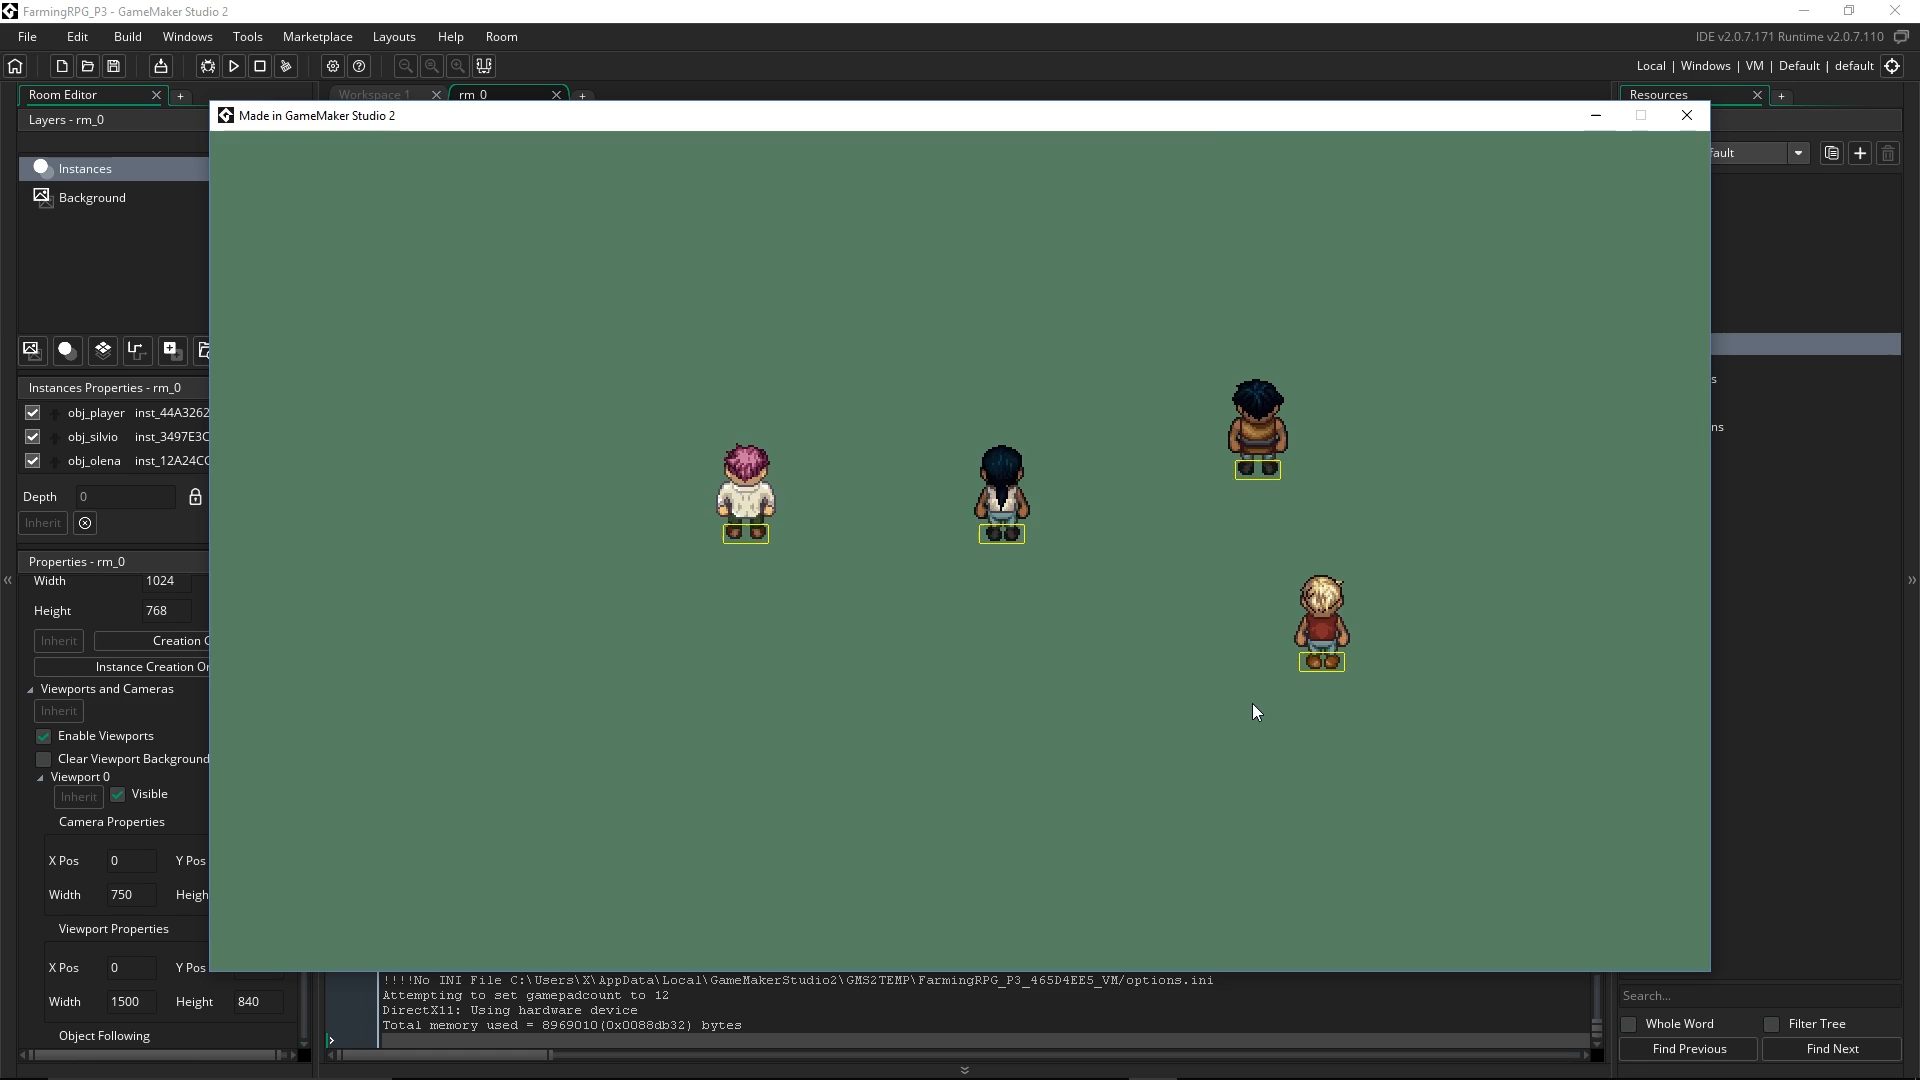 FarmingRPG_P3 - GameMaker Studio 2
File Edit Build Windows Tools Marketplace Layouts Help Room
IDE v2.0.7.171 Runtime v2.0.7.110
Local | Windows | VM | Default | default
Room Editor
Workspace 1
rm_0
Resources
Made in GameMaker Studio 2
Layers - rm_0
fault
Instances
Background
s
ns
Instances Properties - rm_0
obj_player inst_44A3262
obj_silvio inst_3497E3C
obj_olena inst_12A24CC
Depth 0
Inherit
Properties - rm_0
Width 1024
Height 768
Inherit Creation C
Instance Creation Or
Viewports and Cameras
Inherit
Enable Viewports
Clear Viewport Background
Viewport 0
Inherit Visible
Camera Properties
X Pos 0 Y Pos
Width 750 Heigh
Viewport Properties
X Pos 0 Y Pos
Width 1500 Height 840
Object Following
!!!!No INI File C:\Users\X\AppData\Local\GameMakerStudio2\GMS2TEMP\FarmingRPG_P3_465D4EE5_VM/options.ini
Attempting to set gamepadcount to 12
DirectX11: Using hardware device
Total memory used = 8969010(0x0088db32) bytes
Search...
Whole Word Filter Tree
Find Previous Find Next